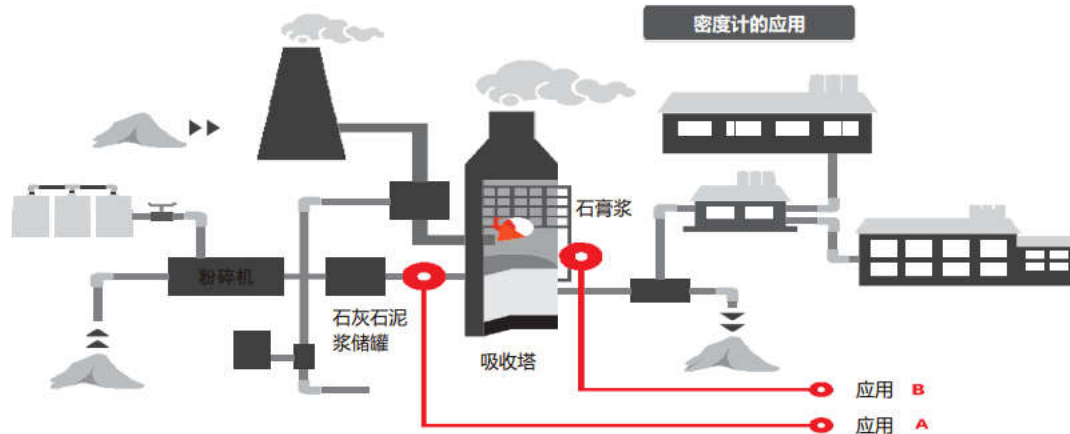 密度计的应用
石膏浆
粉碎机
石灰石泥
浆储罐
吸收塔
应用 B
应用 A